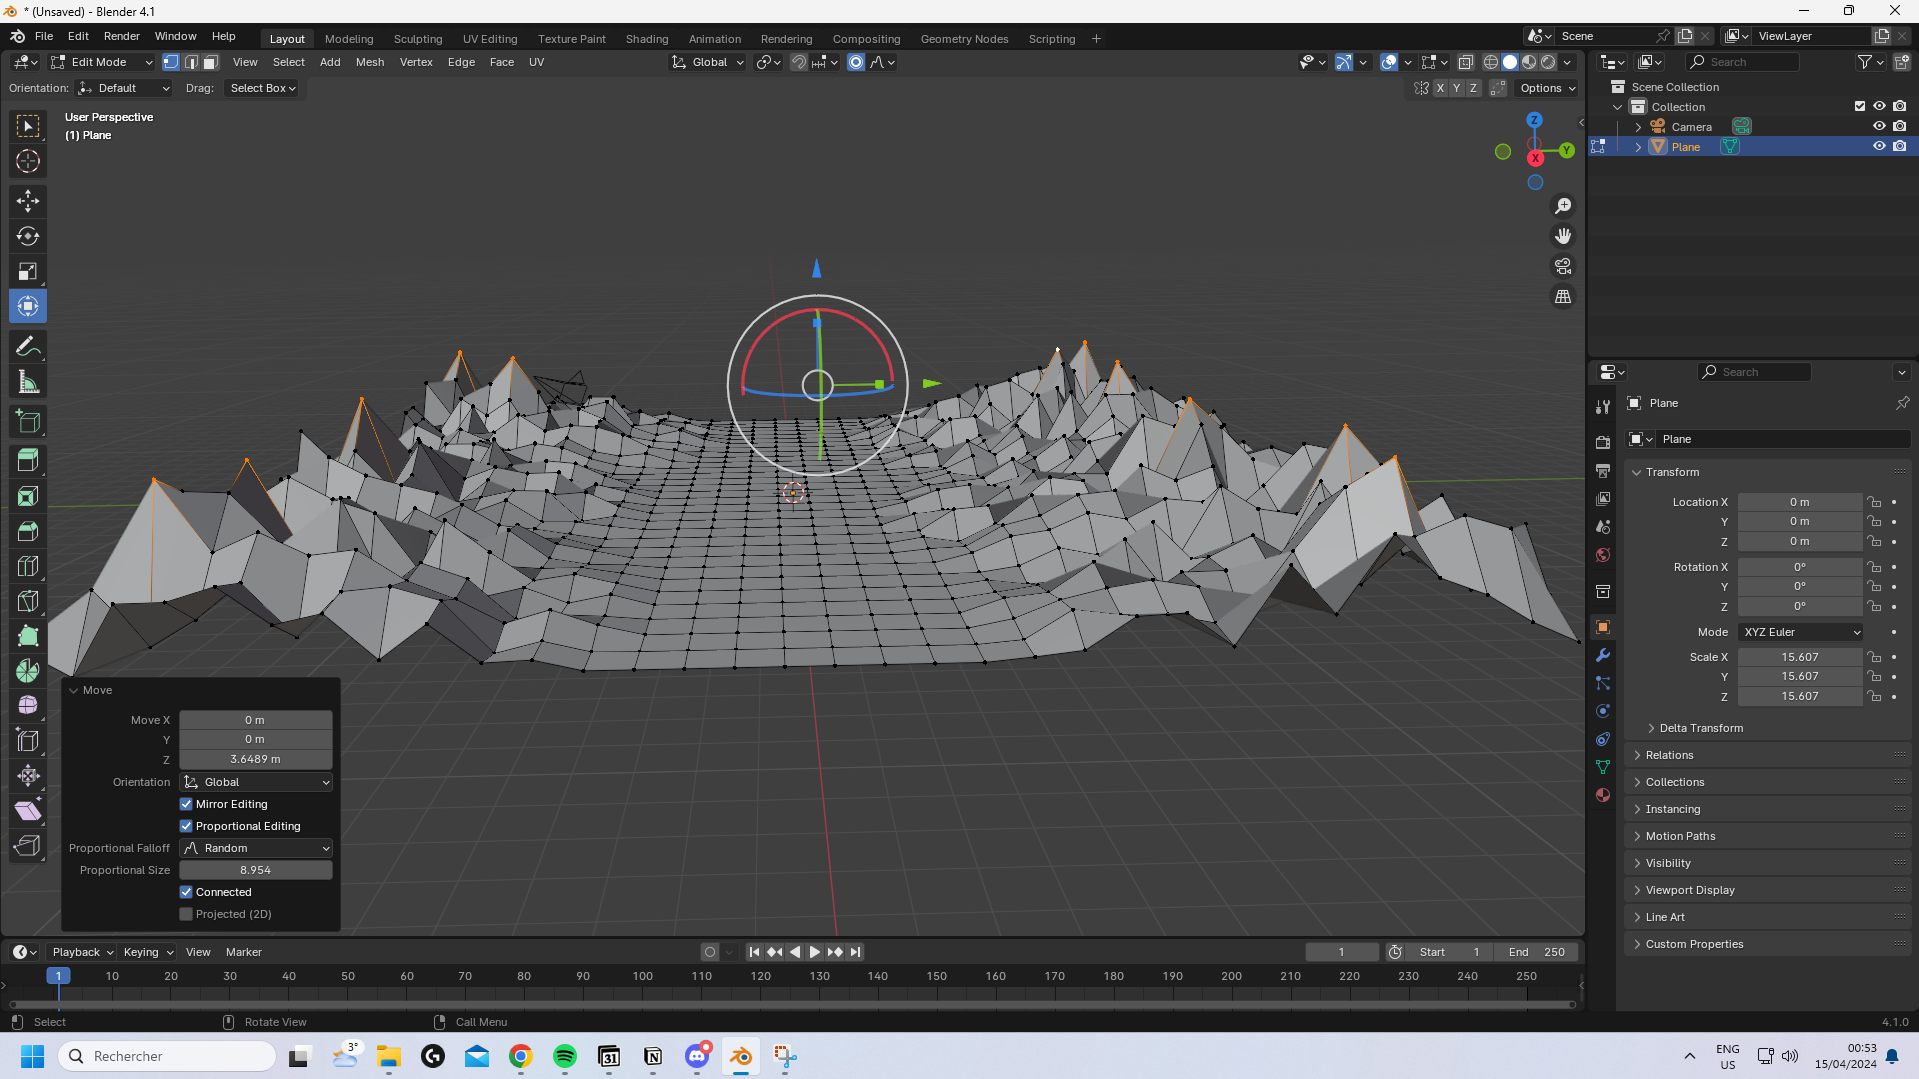 * (Unsaved) - Blender 4.1
File Edit Render Window Help
Layout Modeling Sculpting UV Editing Texture Paint Shading Animation Rendering Compositing Geometry Nodes Scripting +
Scene
ViewLayer
Edit Mode View Select Add Mesh Vertex Edge Face UV
Global
Search
Orientation: Default Drag: Select Box
X Y Z Options
User Perspective
(1) Plane
Z
Y
X
Scene Collection
Collection
Camera
Plane
Search
Plane
Plane
Transform
Location X 0 m
Y 0 m
Z 0 m
Rotation X 0°
Y 0°
Z 0°
Mode XYZ Euler
Scale X 15.607
Y 15.607
Z 15.607
Delta Transform
Relations
Collections
Instancing
Motion Paths
Visibility
Viewport Display
Line Art
Custom Properties
Move
Move X 0 m
Y 0 m
Z 3.6489 m
Orientation Global
Mirror Editing
Proportional Editing
Proportional Falloff Random
Proportional Size 8.954
Connected
Projected (2D)
Playback Keying View Marker
1 Start 1 End 250
1 10 20 30 40 50 60 70 80 90 100 110 120 130 140 150 160 170 180 190 200 210 220 230 240 250
Select Rotate View Call Menu
4.1.0
Rechercher
3°
31
ENG
US
00:53
15/04/2024